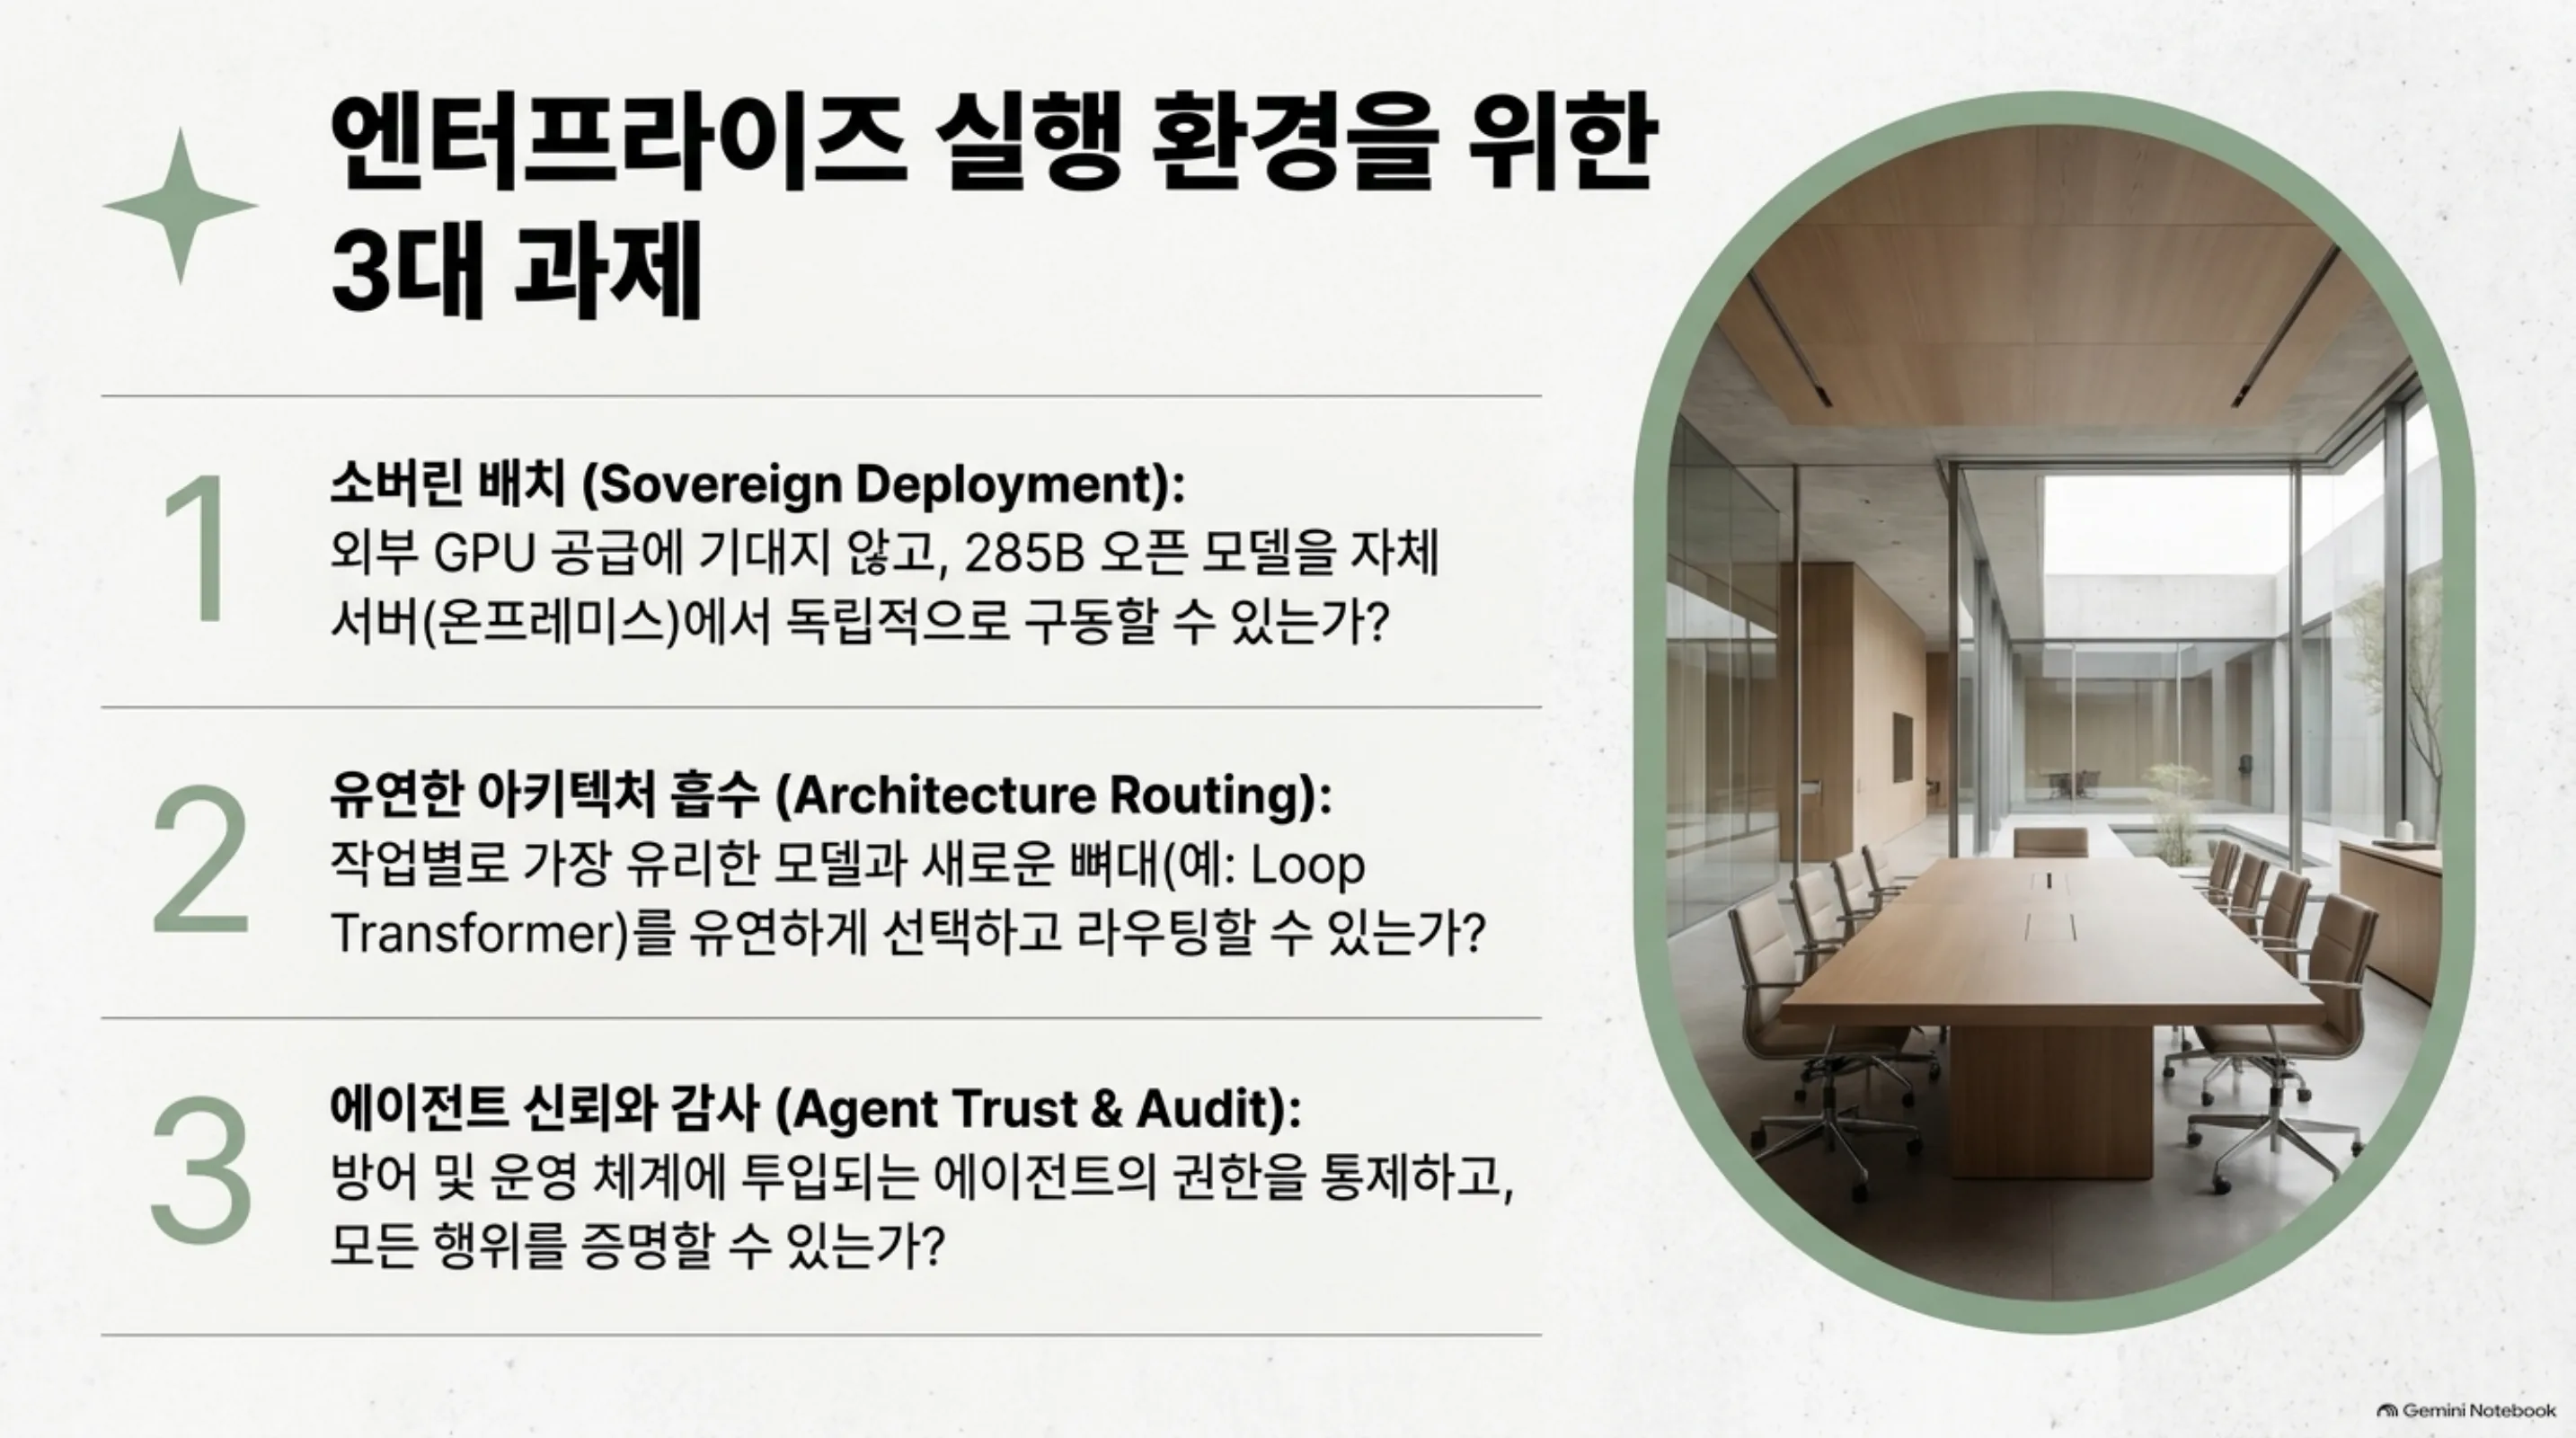 엔터프라이즈 실행 환경을 위한
3대 과제
1
소버린 배치 (Sovereign Deployment):
외부 GPU 공급에 기대지 않고, 285B 오픈 모델을 자체
서버(온프레미스)에서 독립적으로 구동할 수 있는가?
2
유연한 아키텍처 흡수 (Architecture Routing):
작업별로 가장 유리한 모델과 새로운 뼈대(예: Loop
Transformer)를 유연하게 선택하고 라우팅할 수 있는가?
3
에이전트 신뢰와 감사 (Agent Trust & Audit):
방어 및 운영 체계에 투입되는 에이전트의 권한을 통제하고,
모든 행위를 증명할 수 있는가?
Gemini Notebook